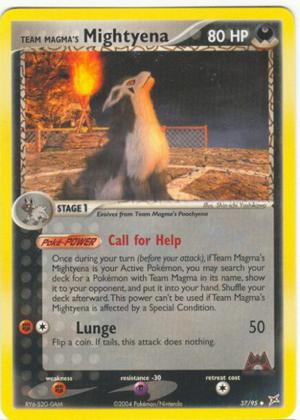 TEAM MAGMA'S Mightyena 80 HP
STAGE 1
Evolves from Team Magma's Poochyena
Poké-POWER Call for Help
Once during your turn (before your attack), if Team Magma's
Mightyena is your Active Pokémon, you may search your
deck for a Pokémon with Team Magma in its name, show
it to your opponent, and put it into your hand. Shuffle your
deck afterward. This power can't be used if Team Magma's
Mightyena is affected by a Special Condition.
Lunge 50
Flip a coin. If tails, this attack does nothing.
weakness resistance -30 retreat cost
©2004 Pokémon/Nintendo 37/95